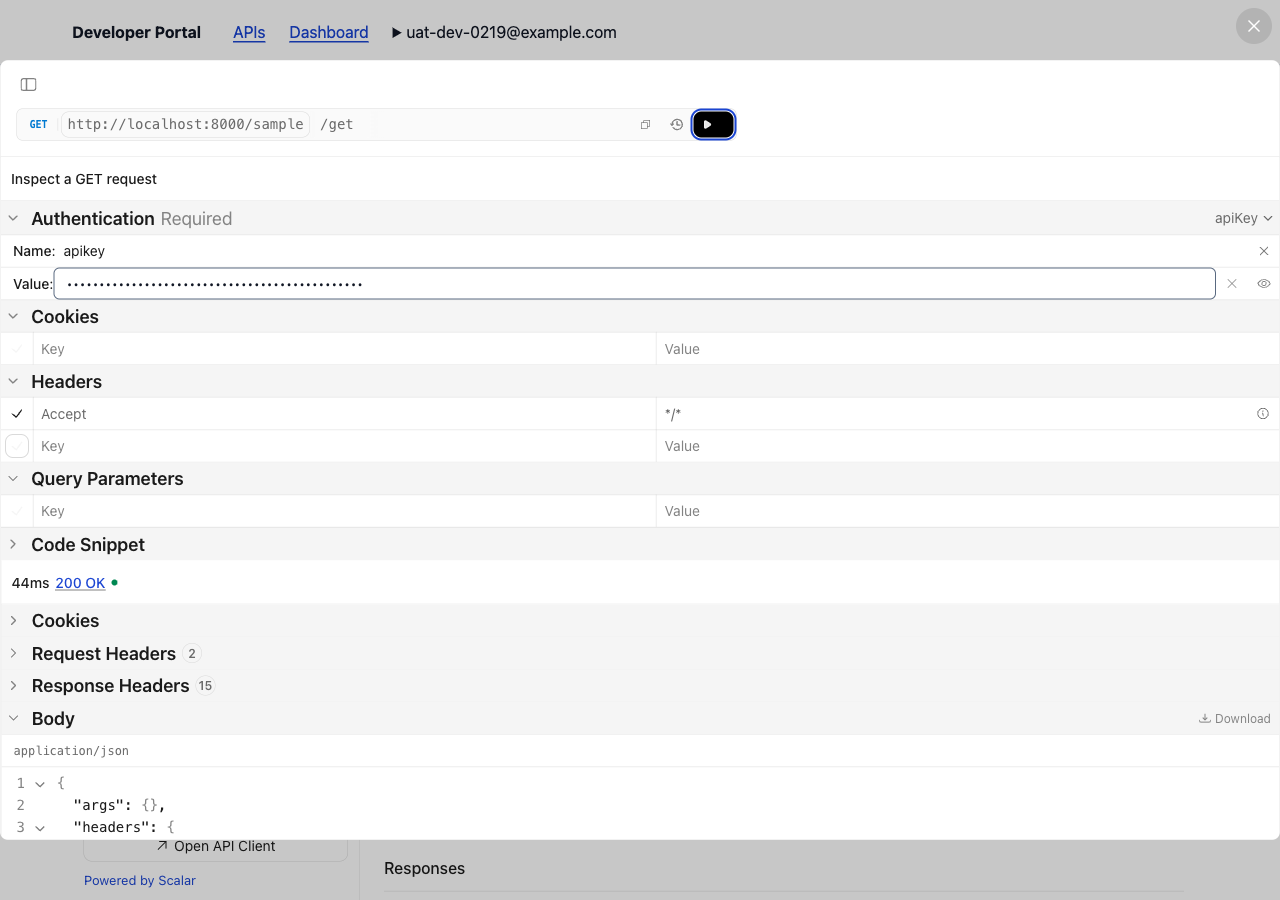 Developer Portal APIs Dashboard ▶ uat-dev-0219@example.com
GET http://localhost:8000/sample /get
Inspect a GET request
Authentication Required apiKey
Name: apikey
Value: ••••••••••••••••••••••••••••••••••••••••••••••
Cookies
Key Value
Headers
Accept */*
Key Value
Query Parameters
Key Value
Code Snippet
44ms 200 OK
Cookies
Request Headers 2
Response Headers 15
Body Download
application/json
1 {
2 "args": {},
3 "headers": {
Open API Client
Responses
Powered by Scalar